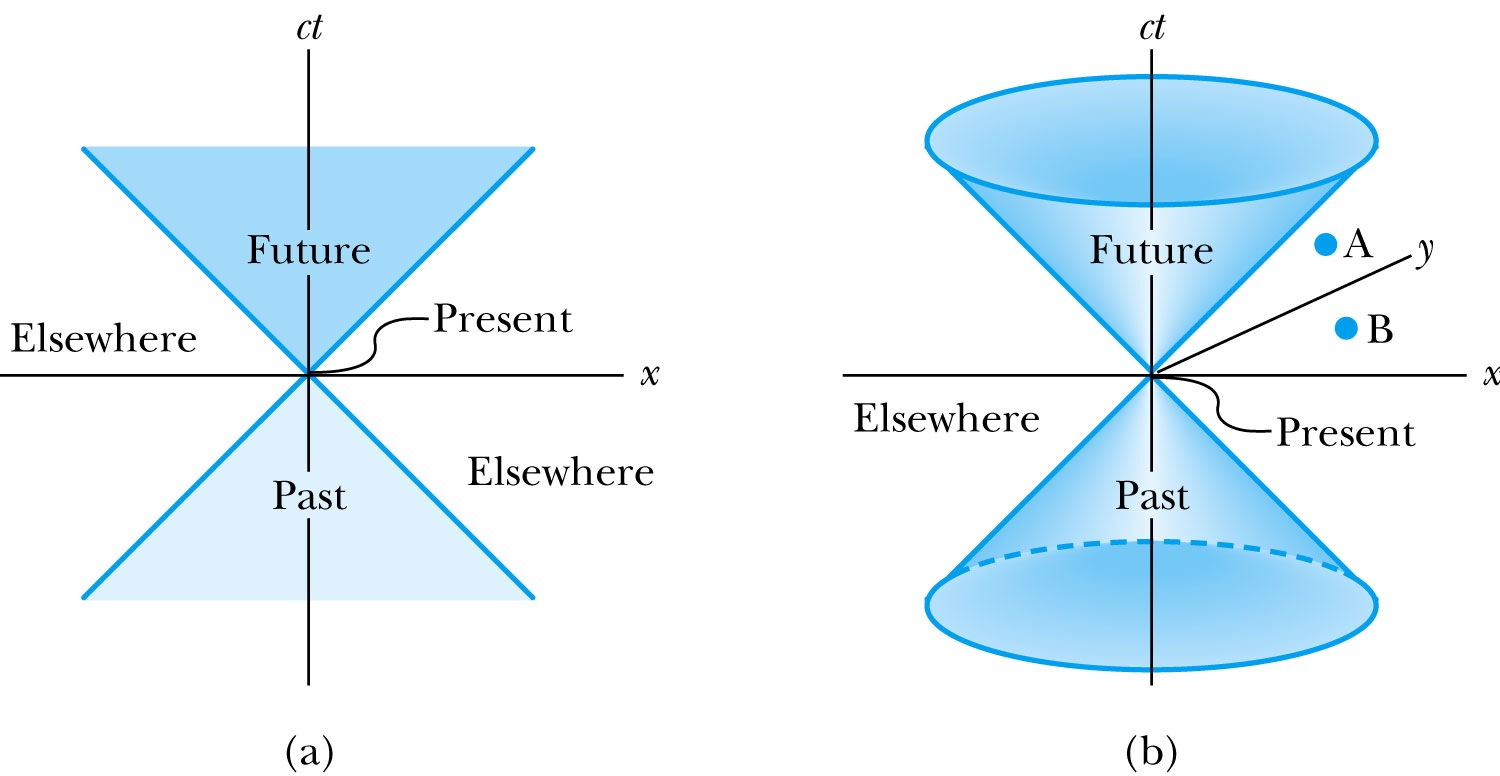 ct
Future
Present
Elsewhere
x
Elsewhere
Past
(a)
ct
Future
A
y
B
x
Elsewhere
Present
Past
(b)